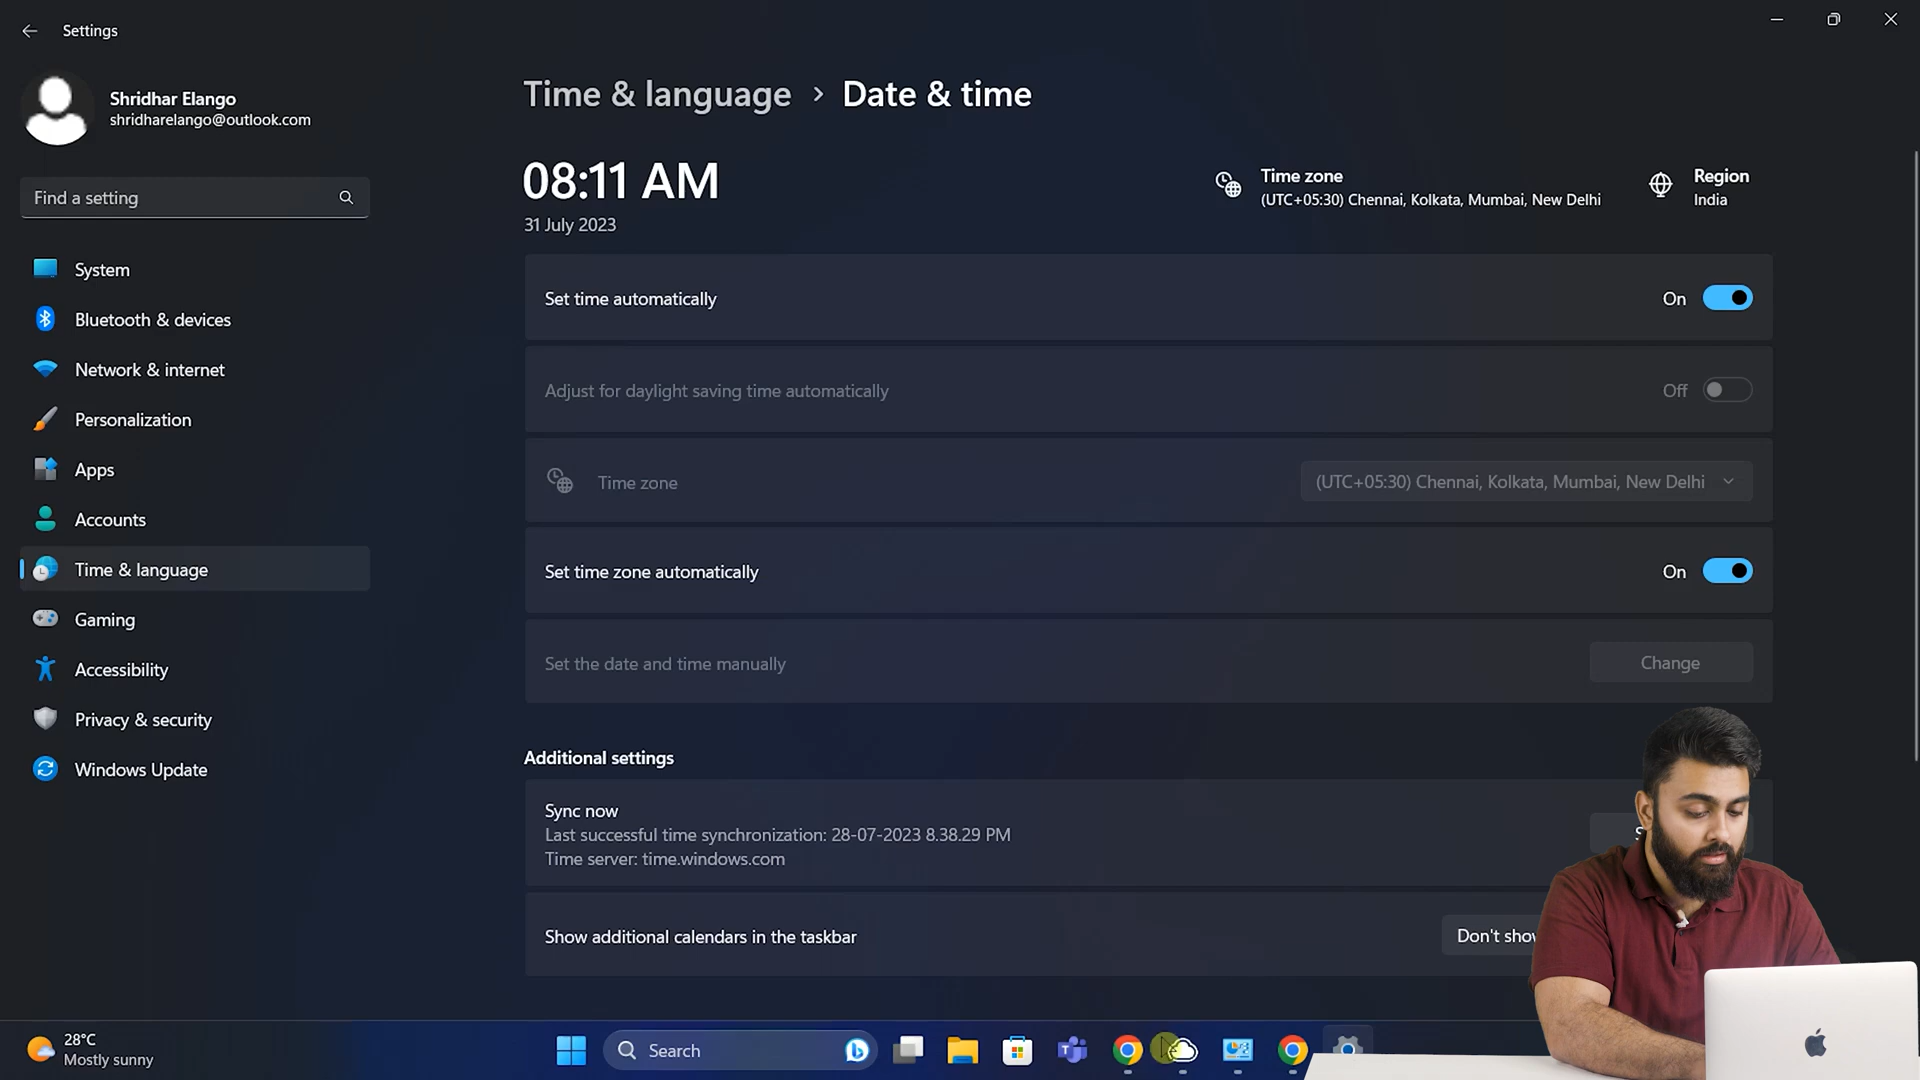 Settings
Shridhar Elango
shridharelango@outlook.com
Find a setting
System
Bluetooth & devices
Network & internet
Personalization
Apps
Accounts
Time & language
Gaming
Accessibility
Privacy & security
Windows Update
Time & language > Date & time
08:11 AM
31 July 2023
Time zone
(UTC+05:30) Chennai, Kolkata, Mumbai, New Delhi
Region
India
Set time automatically On
Adjust for daylight saving time automatically Off
Time zone (UTC+05:30) Chennai, Kolkata, Mumbai, New Delhi
Set time zone automatically On
Set the date and time manually Change
Additional settings
Sync now
Last successful time synchronization: 28-07-2023 8.38.29 PM
Time server: time.windows.com
Show additional calendars in the taskbar Don't
28°C
Mostly sunny
Search